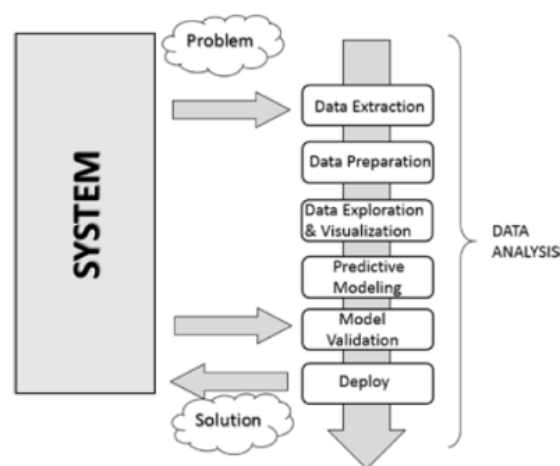 Problem
SYSTEM
Data Extraction
Data Preparation
Data Exploration
& Visualization
DATA
ANALYSIS
Predictive
Modeling
Model
Validation
Deploy
Solution